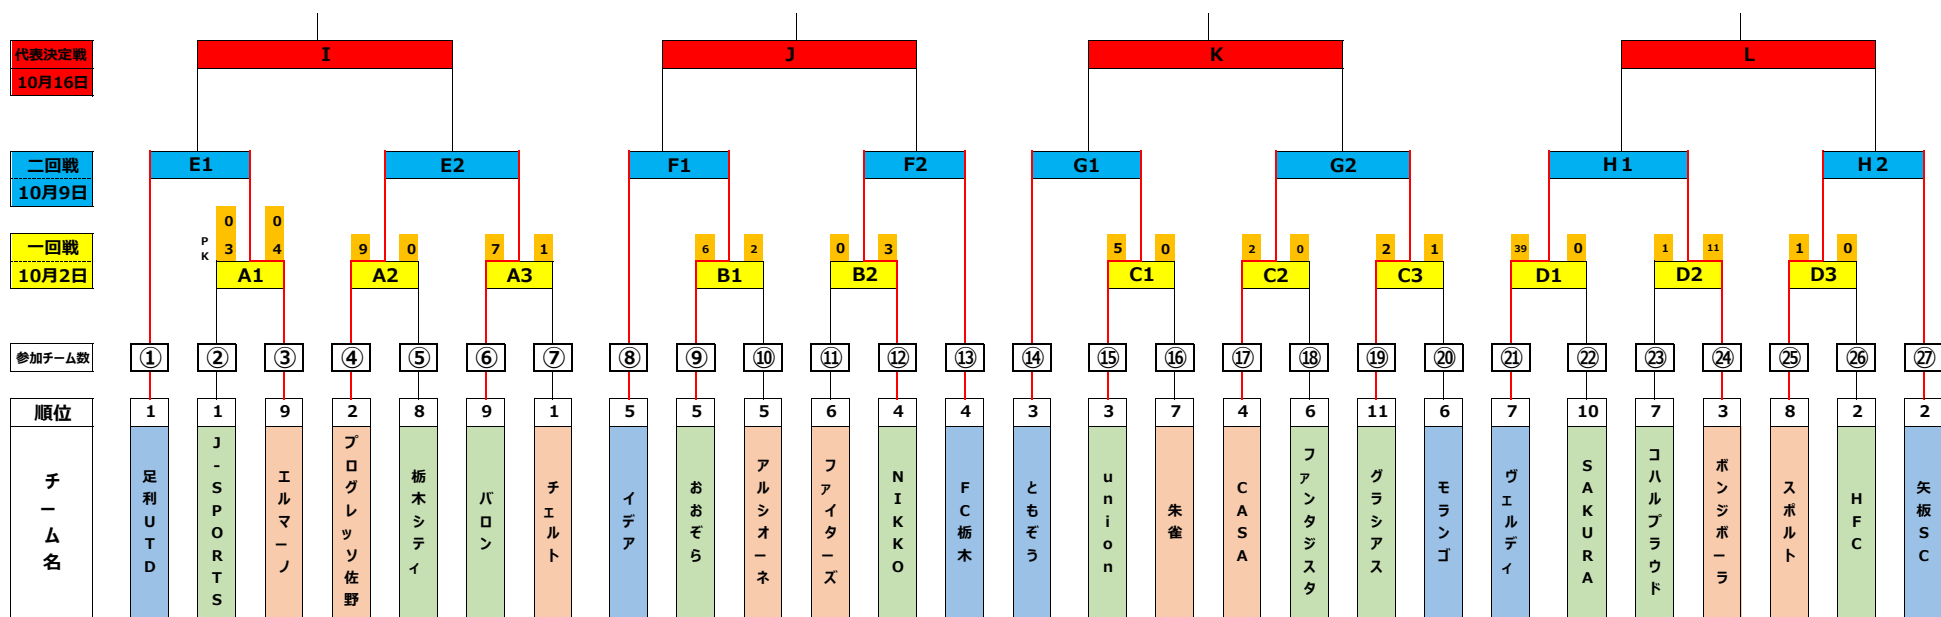 代表決定戦
10月16日
I J K L
二回戦
10月9日
E1 E2 F1 F2 G1 G2 H1 H2
0 0
PK 3 4 9 0 7 1 6 2 0 3 5 0 2 0 2 1 39 0 1 11 1 0
一回戦
10月2日
A1 A2 A3 B1 B2 C1 C2 C3 D1 D2 D3
参加チーム数 ① ② ③ ④ ⑤ ⑥ ⑦ ⑧ ⑨ ⑩ ⑪ ⑫ ⑬ ⑭ ⑮ ⑯ ⑰ ⑱ ⑲ ⑳ ㉑ ㉒ ㉓ ㉔ ㉕ ㉖ ㉗
順位 1 1 9 2 8 9 1 5 5 5 6 4 4 3 3 7 4 6 11 6 7 10 7 3 8 2 2
チーム名
足利UTD
J-SPORTS
エルマーノ
プログレッソ佐野
栃木シティ
バロン
チェルト
イデア
おおぞら
アルシオーネ
ファイターズ
NIKKO
FC栃木
ともぞう
union
朱雀
CASA
ファンタジスタ
グラシアス
モランゴ
ヴェルディ
SAKURA
コハルプラウド
ボンジボーラ
スポルト
HFC
矢板SC